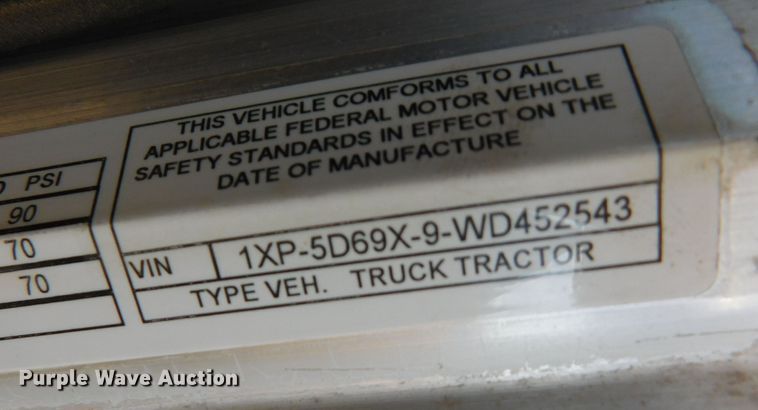 PSI
90
70
70
THIS VEHICLE COMFORMS TO ALL
APPLICABLE FEDERAL MOTOR VEHICLE
SAFETY STANDARDS IN EFFECT ON THE
DATE OF MANUFACTURE
VIN 1XP-5D69X-9-WD452543
TYPE VEH. TRUCK TRACTOR
Purple Wave Auction